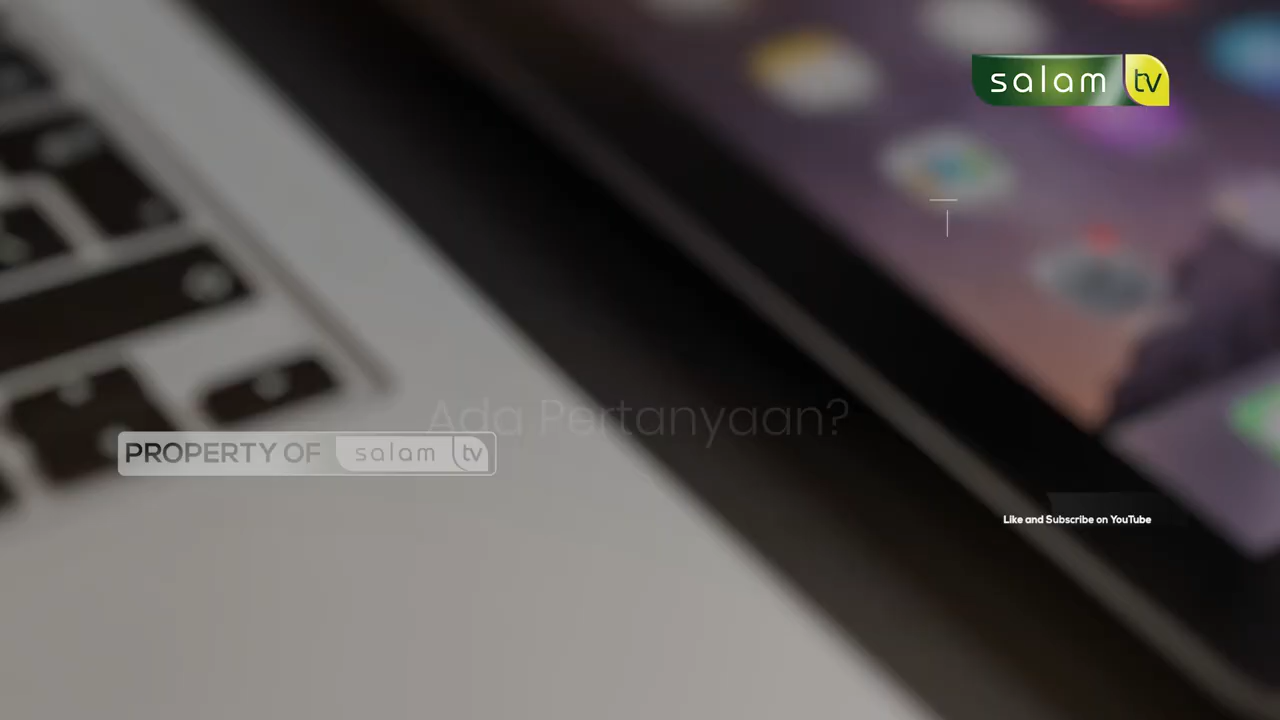 salam tv
Ada Pertanyaan?
PROPERTY OF salam tv
Like and Subscribe on YouTube